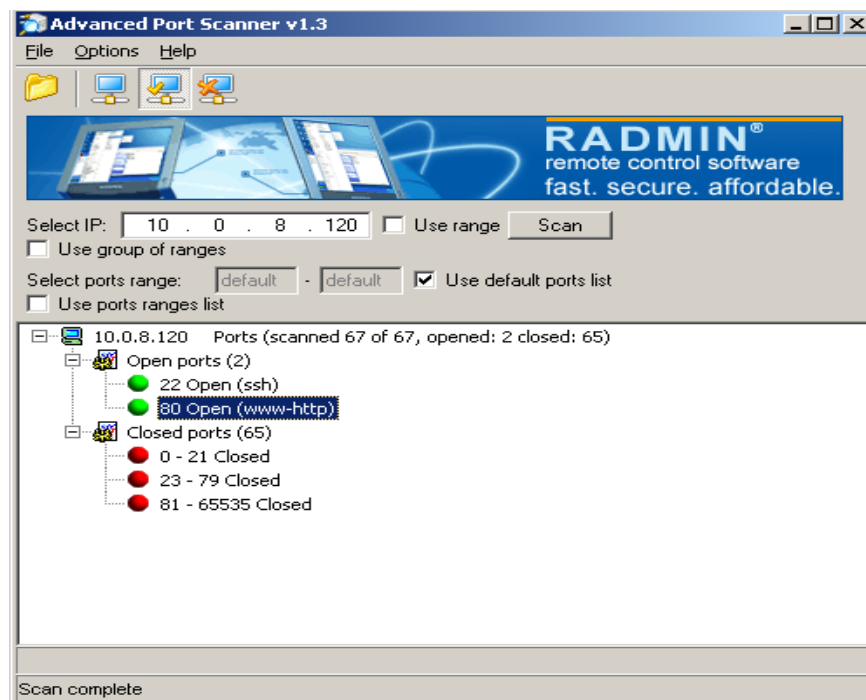 Advanced Port Scanner v1.3
File Options Help
RADMIN®
remote control software
fast. secure. affordable.
Select IP: 10 . 0 . 8 . 120 Use range Scan
Use group of ranges
Select ports range: default - default Use default ports list
Use ports ranges list
10.0.8.120 Ports (scanned 67 of 67, opened: 2 closed: 65)
Open ports (2)
22 Open (ssh)
80 Open (www-http)
Closed ports (65)
0 - 21 Closed
23 - 79 Closed
81 - 65535 Closed
Scan complete